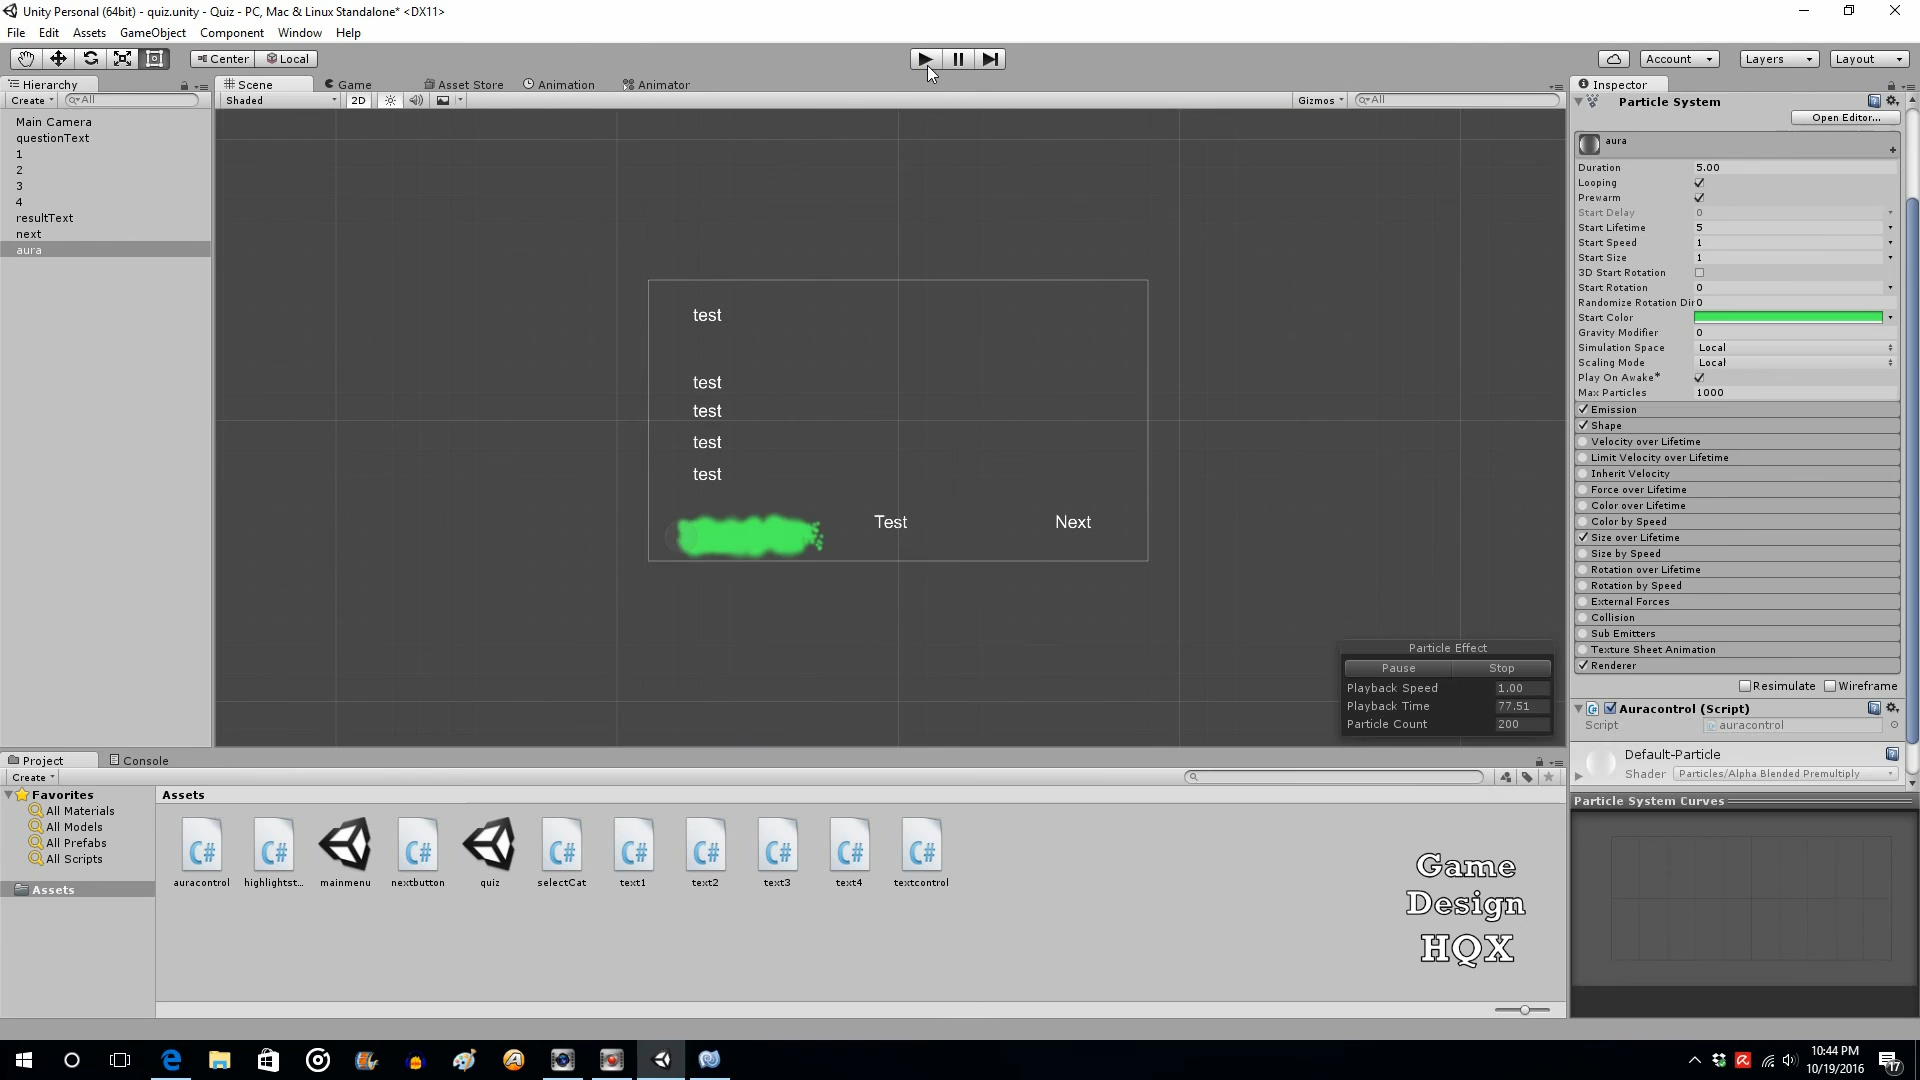 Unity Personal (64bit) - quiz.unity - Quiz - PC, Mac & Linux Standalone* <DX11>
File Edit Assets GameObject Component Window Help
Center Local
Account Layers Layout
Hierarchy
Create All
Main Camera
questionText
1
2
3
4
resultText
next
aura
Scene Game Asset Store Animation Animator
Shaded 2D Gizmos All
test
test
test
test
test
Test Next
Particle Effect
Pause Stop
Playback Speed 1.00
Playback Time 77.51
Particle Count 200
Inspector
Particle System
Open Editor...
aura
Duration 5.00
Looping
Prewarm
Start Delay 0
Start Lifetime 5
Start Speed 1
Start Size 1
3D Start Rotation
Start Rotation 0
Randomize Rotation Dir 0
Start Color
Gravity Modifier 0
Simulation Space Local
Scaling Mode Local
Play On Awake*
Max Particles 1000
Emission
Shape
Velocity over Lifetime
Limit Velocity over Lifetime
Inherit Velocity
Force over Lifetime
Color over Lifetime
Color by Speed
Size over Lifetime
Size by Speed
Rotation over Lifetime
Rotation by Speed
External Forces
Collision
Sub Emitters
Texture Sheet Animation
Renderer
Resimulate Wireframe
Auracontrol (Script)
Script auracontrol
Default-Particle
Shader Particles/Alpha Blended Premultiply
Particle System Curves
Project Console
Create
Favorites
All Materials
All Models
All Prefabs
All Scripts
Assets
Assets
C# C# C# C# C# C# C# C# C#
auracontrol highlightst... mainmenu nextbutton quiz selectCat text1 text2 text3 text4 textcontrol
Game
Design
HQX
10:44 PM
10/19/2016
17